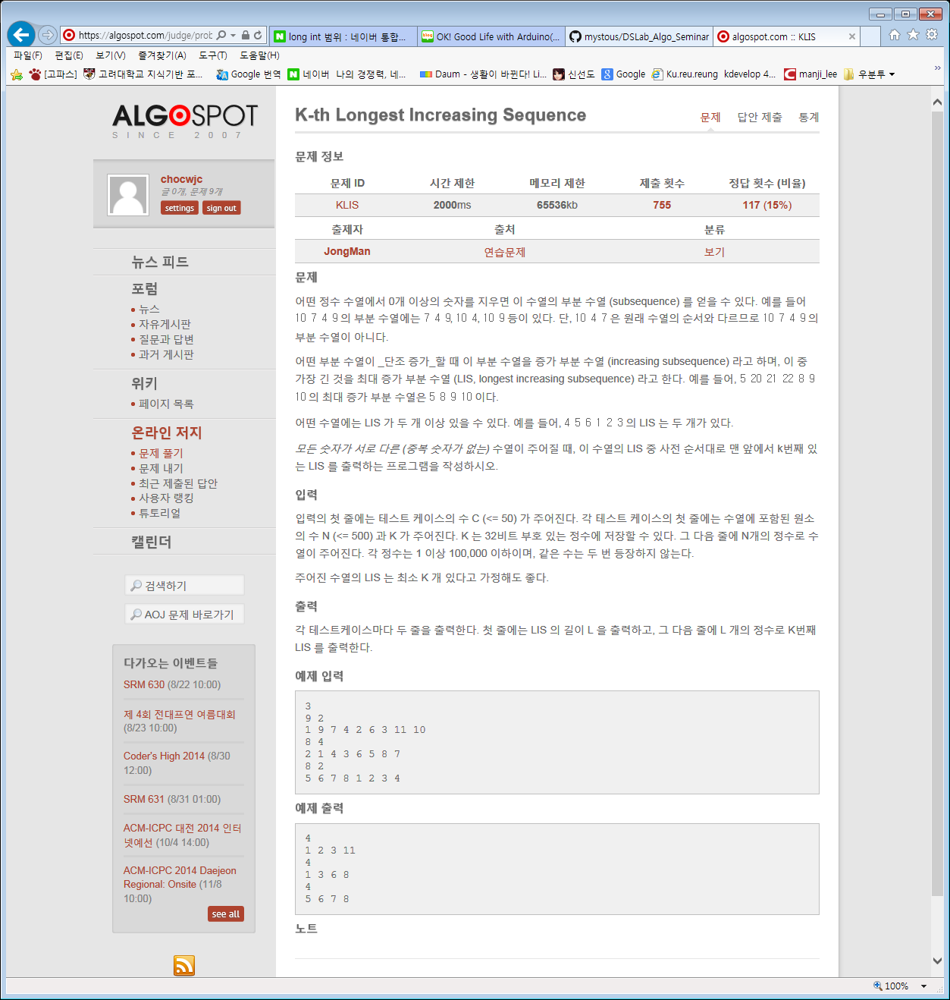 https://algospot.com/judge/prob
long int 범위 : 네이버 통합...
OK! Good Life with Arduino(...
mystous/DSLab_Algo_Seminar
algospot.com :: KLIS
파일(F) 편집(E) 보기(V) 즐겨찾기(A) 도구(T) 도움말(H)
[고파스] 고려대학교 지식기반 포... Google 번역 네이버 나의 경쟁력, 네... Daum - 생활이 바뀐다! Li... 신선도 Google Ku.reu.reung kdevelop 4... manji_lee 우분투
ALGOSPOT
SINCE 2007
chocwjc
글 0개, 문제 9개
settings sign out
뉴스 피드
포럼
뉴스
자유게시판
질문과 답변
과거 게시판
위키
페이지 목록
온라인 저지
문제 풀기
문제 내기
최근 제출된 답안
사용자 랭킹
튜토리얼
캘린더
검색하기
AOJ 문제 바로가기
다가오는 이벤트들
SRM 630 (8/22 10:00)
제 4회 전대프연 여름대회
(8/23 10:00)
Coder's High 2014 (8/30
12:00)
SRM 631 (8/31 01:00)
ACM-ICPC 대전 2014 인터
넷예선 (10/4 14:00)
ACM-ICPC 2014 Daejeon
Regional: Onsite (11/8
10:00)
see all
K-th Longest Increasing Sequence
문제 답안 제출 통계
문제 정보
문제 ID 시간 제한 메모리 제한 제출 횟수 정답 횟수 (비율)
KLIS 2000ms 65536kb 755 117 (15%)
출제자 출처 분류
JongMan 연습문제 보기
문제
어떤 정수 수열에서 0개 이상의 숫자를 지우면 이 수열의 부분 수열 (subsequence) 를 얻을 수 있다. 예를 들어
10 7 4 9 의 부분 수열에는 7 4 9, 10 4, 10 9 등이 있다. 단, 10 4 7 은 원래 수열의 순서와 다르므로 10 7 4 9 의
부분 수열이 아니다.
어떤 부분 수열이 _단조 증가_할 때 이 부분 수열을 증가 부분 수열 (increasing subsequence) 라고 하며, 이 중
가장 긴 것을 최대 증가 부분 수열 (LIS, longest increasing subsequence) 라고 한다. 예를 들어, 5 20 21 22 8 9
10 의 최대 증가 부분 수열은 5 8 9 10 이다.
어떤 수열에는 LIS 가 두 개 이상 있을 수 있다. 예를 들어, 4 5 6 1 2 3 의 LIS 는 두 개가 있다.
모든 숫자가 서로 다른 (중복 숫자가 없는) 수열이 주어질 때, 이 수열의 LIS 중 사전 순서대로 맨 앞에서 k번째 있
는 LIS 를 출력하는 프로그램을 작성하시오.
입력
입력의 첫 줄에는 테스트 케이스의 수 C (<= 50) 가 주어진다. 각 테스트 케이스의 첫 줄에는 수열에 포함된 원소
의 수 N (<= 500) 과 K 가 주어진다. K 는 32비트 부호 있는 정수에 저장할 수 있다. 그 다음 줄에 N개의 정수로 수
열이 주어진다. 각 정수는 1 이상 100,000 이하이며, 같은 수는 두 번 등장하지 않는다.
주어진 수열의 LIS 는 최소 K 개 있다고 가정해도 좋다.
출력
각 테스트케이스마다 두 줄을 출력한다. 첫 줄에는 LIS 의 길이 L 을 출력하고, 그 다음 줄에 L 개의 정수로 K번째
LIS 를 출력한다.
예제 입력
3
9 2
1 9 7 4 2 6 3 11 10
8 4
2 1 4 3 6 5 8 7
8 2
5 6 7 8 1 2 3 4
예제 출력
4
1 2 3 11
4
1 3 6 8
4
5 6 7 8
노트
100%